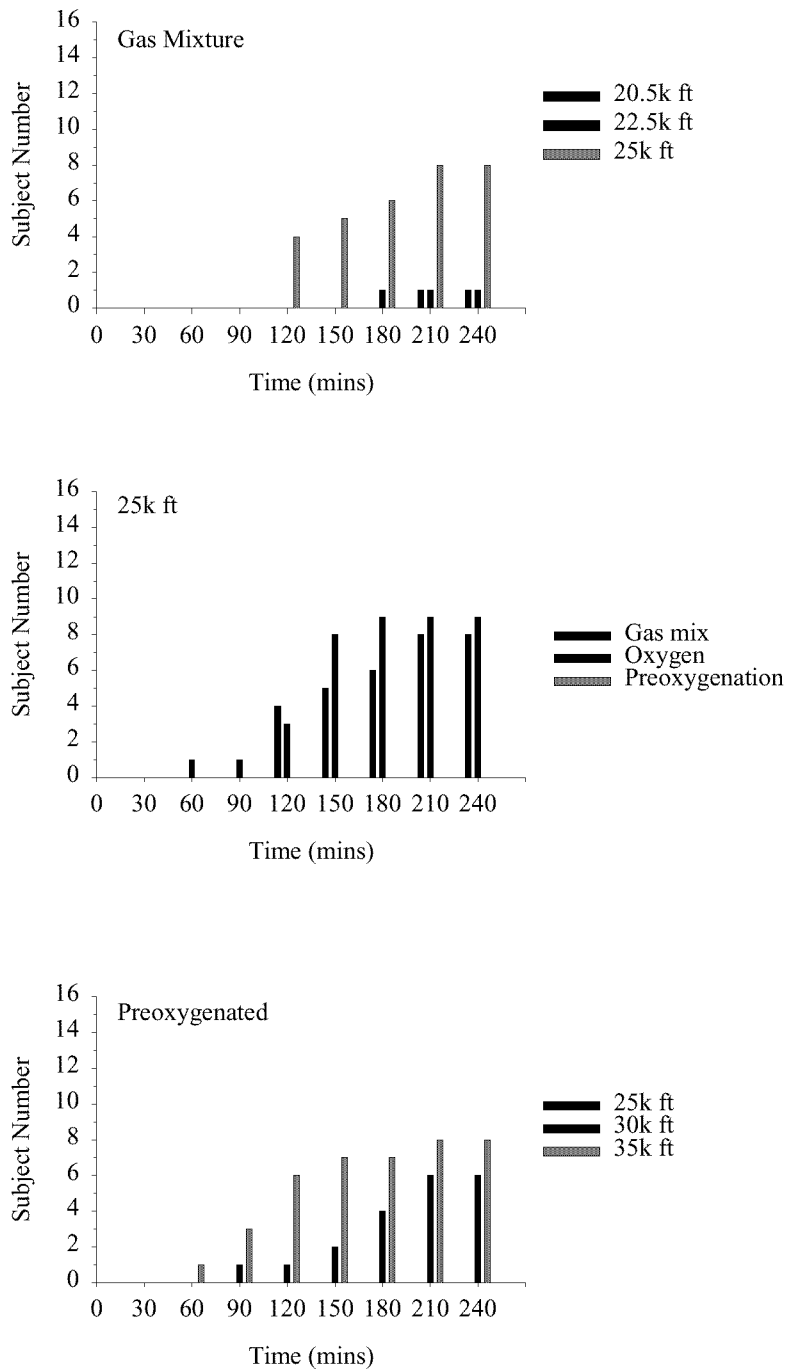 Gas Mixture
Subject Number
16
14
12
10
8
6
4
2
0
0 30 60 90 120 150 180 210 240
Time (mins)
20.5k ft
22.5k ft
25k ft
25k ft
Subject Number
16
14
12
10
8
6
4
2
0
0 30 60 90 120 150 180 210 240
Time (mins)
Gas mix
Oxygen
Preoxygenation
Preoxygenated
Subject Number
16
14
12
10
8
6
4
2
0
0 30 60 90 120 150 180 210 240
Time (mins)
25k ft
30k ft
35k ft